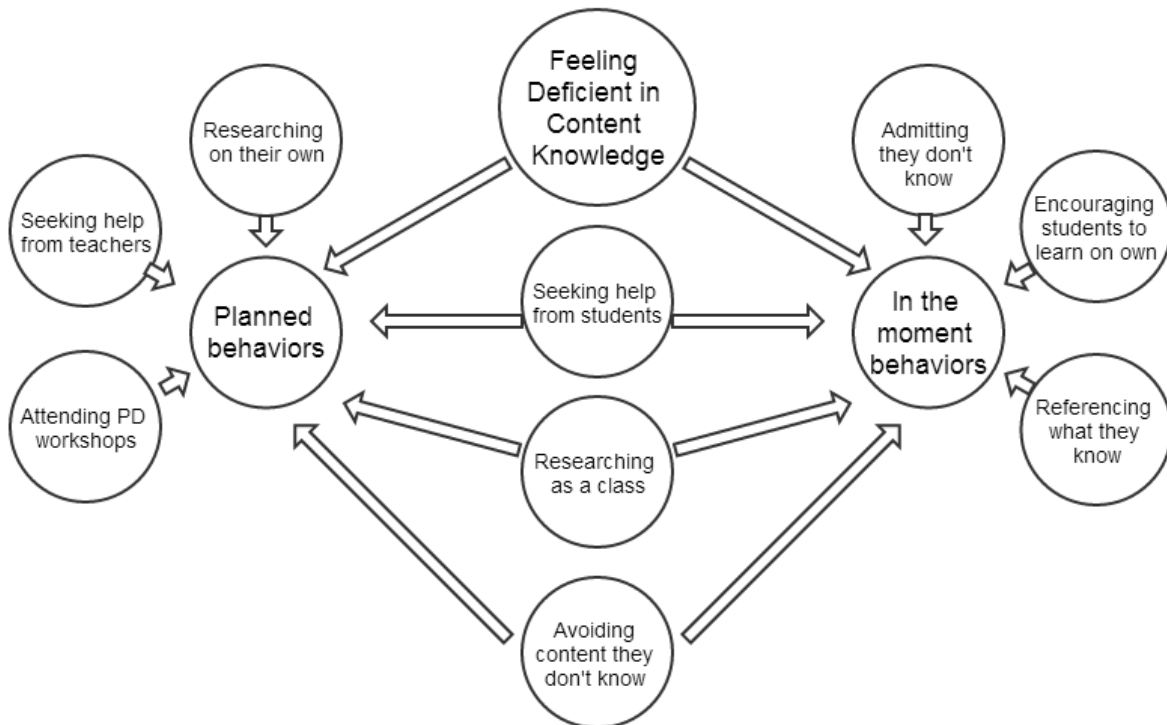 Feeling
Deficient in
Content
Knowledge
Researching
on their own
Admitting
they don't
know
Seeking help
from teachers
Encouraging
students to
learn on own
Planned
behaviors
Seeking help
from students
In the
moment
behaviors
Attending PD
workshops
Researching
as a class
Referencing
what they
know
Avoiding
content they
don't know